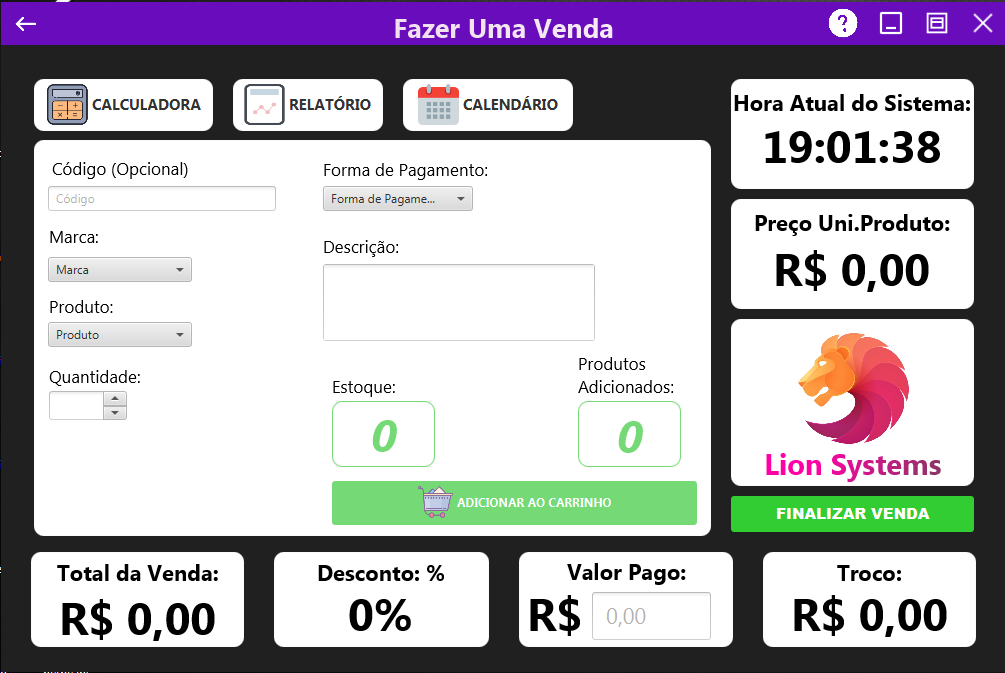 Fazer Uma Venda
?
CALCULADORA
RELATÓRIO
CALENDÁRIO
Código (Opcional)
Código
Marca:
Marca
Produto:
Produto
Quantidade:
Forma de Pagamento:
Forma de Pagame...
Descrição:
Estoque:
0
Produtos
Adicionados:
0
ADICIONAR AO CARRINHO
Hora Atual do Sistema:
19:01:38
Preço Uni.Produto:
R$ 0,00
Lion Systems
FINALIZAR VENDA
Total da Venda:
R$ 0,00
Desconto: %
0%
Valor Pago:
R$ 0,00
Troco:
R$ 0,00